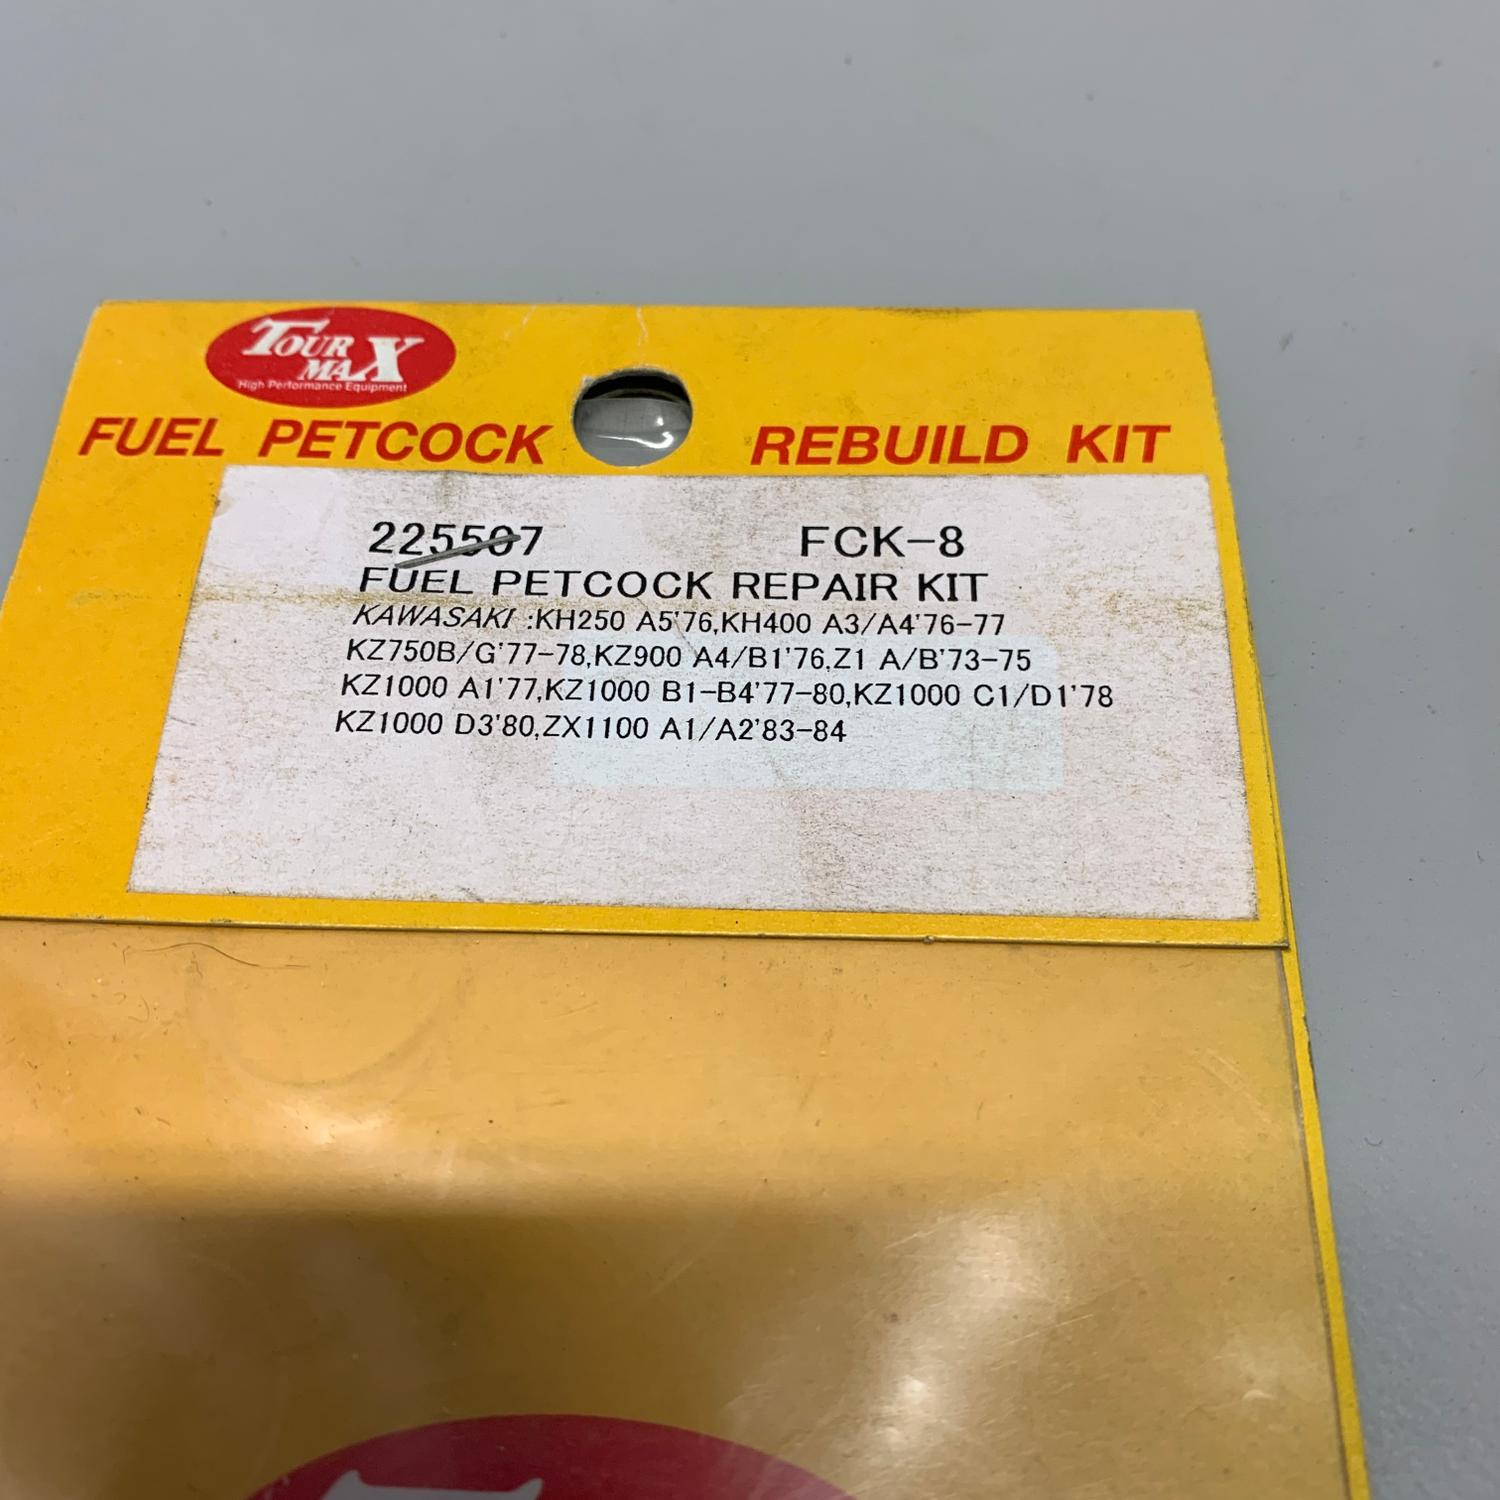 TOUR MAX
High Performance Equipment
FUEL PETCOCK REBUILD KIT
225507 FCK-8
FUEL PETCOCK REPAIR KIT
KAWASAKI :KH250 A5'76,KH400 A3/A4'76-77
KZ750B/G'77-78,KZ900 A4/B1'76,Z1 A/B'73-75
KZ1000 A1'77,KZ1000 B1-B4'77-80,KZ1000 C1/D1'78
KZ1000 D3'80,ZX1100 A1/A2'83-84